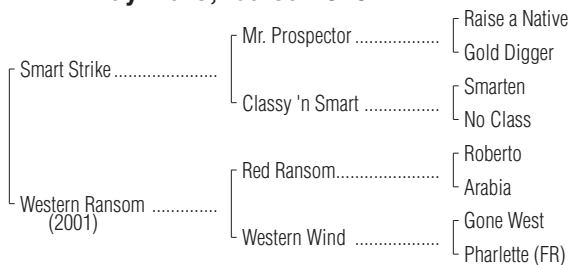 Mr. Prospector
Raise a Native
Gold Digger
Smart Strike
Classy 'n Smart
Smarten
No Class
Red Ransom
Roberto
Arabia
Western Ransom
(2001)
Western Wind
Gone West
Pharlette (FR)